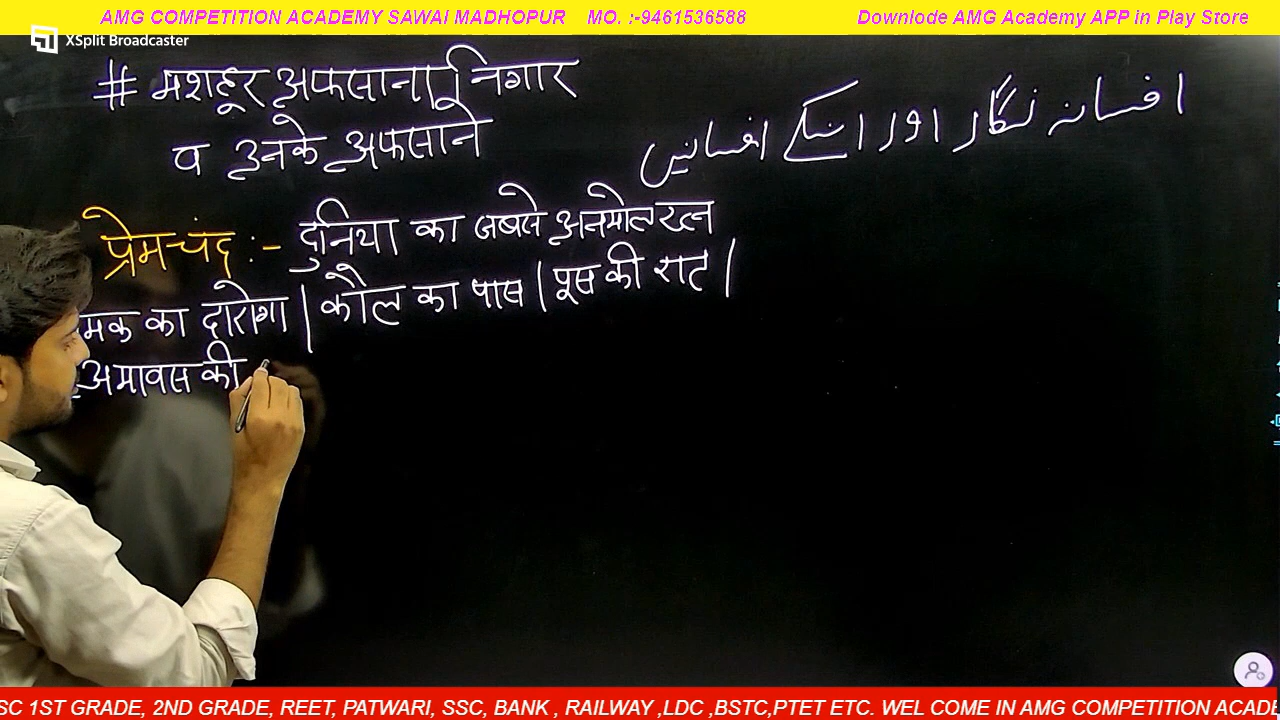 AMG COMPETITION ACADEMY SAWAI MADHOPUR MO. :-9461536588 Downlode AMG Academy APP in Play Store
XSplit Broadcaster
# मशहूर अफसाना निगार
व उनके अफसाने
افسانہ نگار اور انکے افسانیں
प्रेमचंद :- दुनिया का जबसे अनमोल रत्न
मक का दारोगा | कौल का पास | पूस की रात |
अमावस की
SC 1ST GRADE, 2ND GRADE, REET, PATWARI, SSC, BANK , RAILWAY ,LDC ,BSTC,PTET ETC. WEL COME IN AMG COMPETITION ACADE